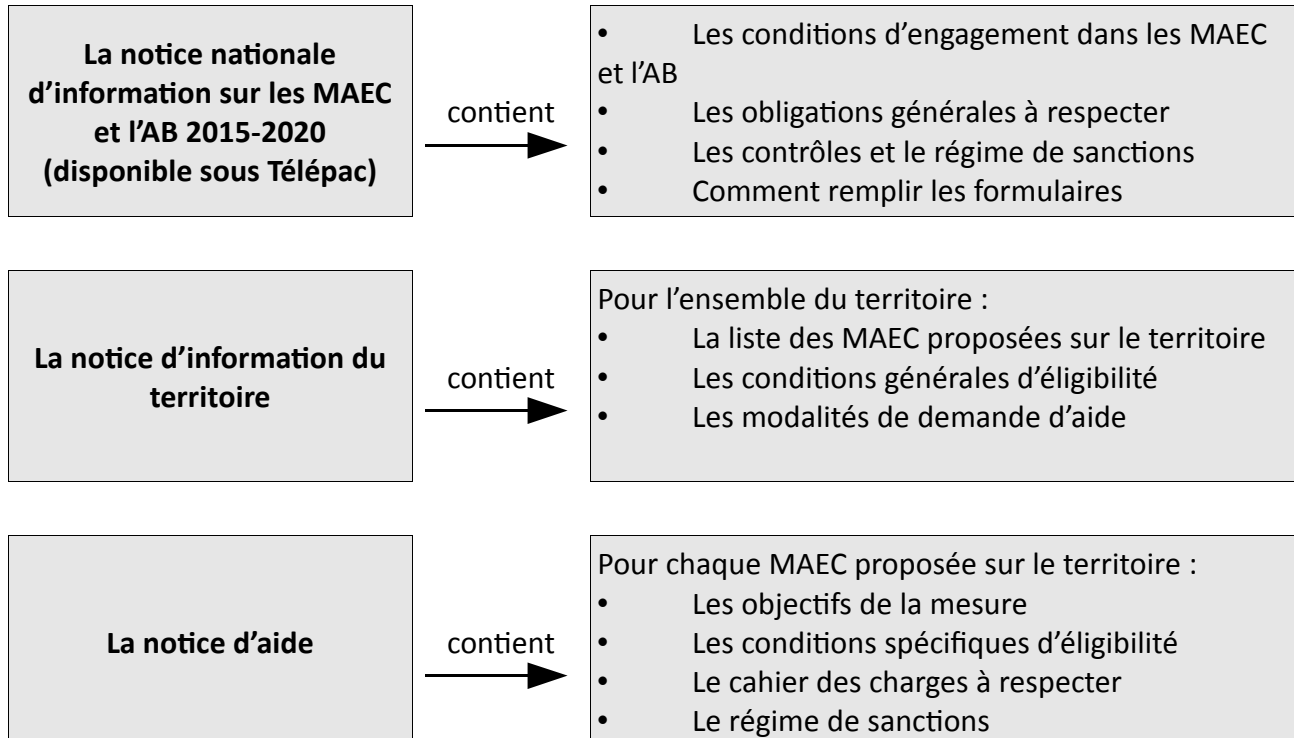 La notice nationale
d'information sur les MAEC
et l'AB 2015-2020
(disponible sous Télépac)
contient
• Les conditions d'engagement dans les MAEC
et l'AB
• Les obligations générales à respecter
• Les contrôles et le régime de sanctions
• Comment remplir les formulaires
La notice d'information du
territoire
contient
Pour l'ensemble du territoire :
• La liste des MAEC proposées sur le territoire
• Les conditions générales d'éligibilité
• Les modalités de demande d'aide
La notice d'aide
contient
Pour chaque MAEC proposée sur le territoire :
• Les objectifs de la mesure
• Les conditions spécifiques d'éligibilité
• Le cahier des charges à respecter
• Le régime de sanctions